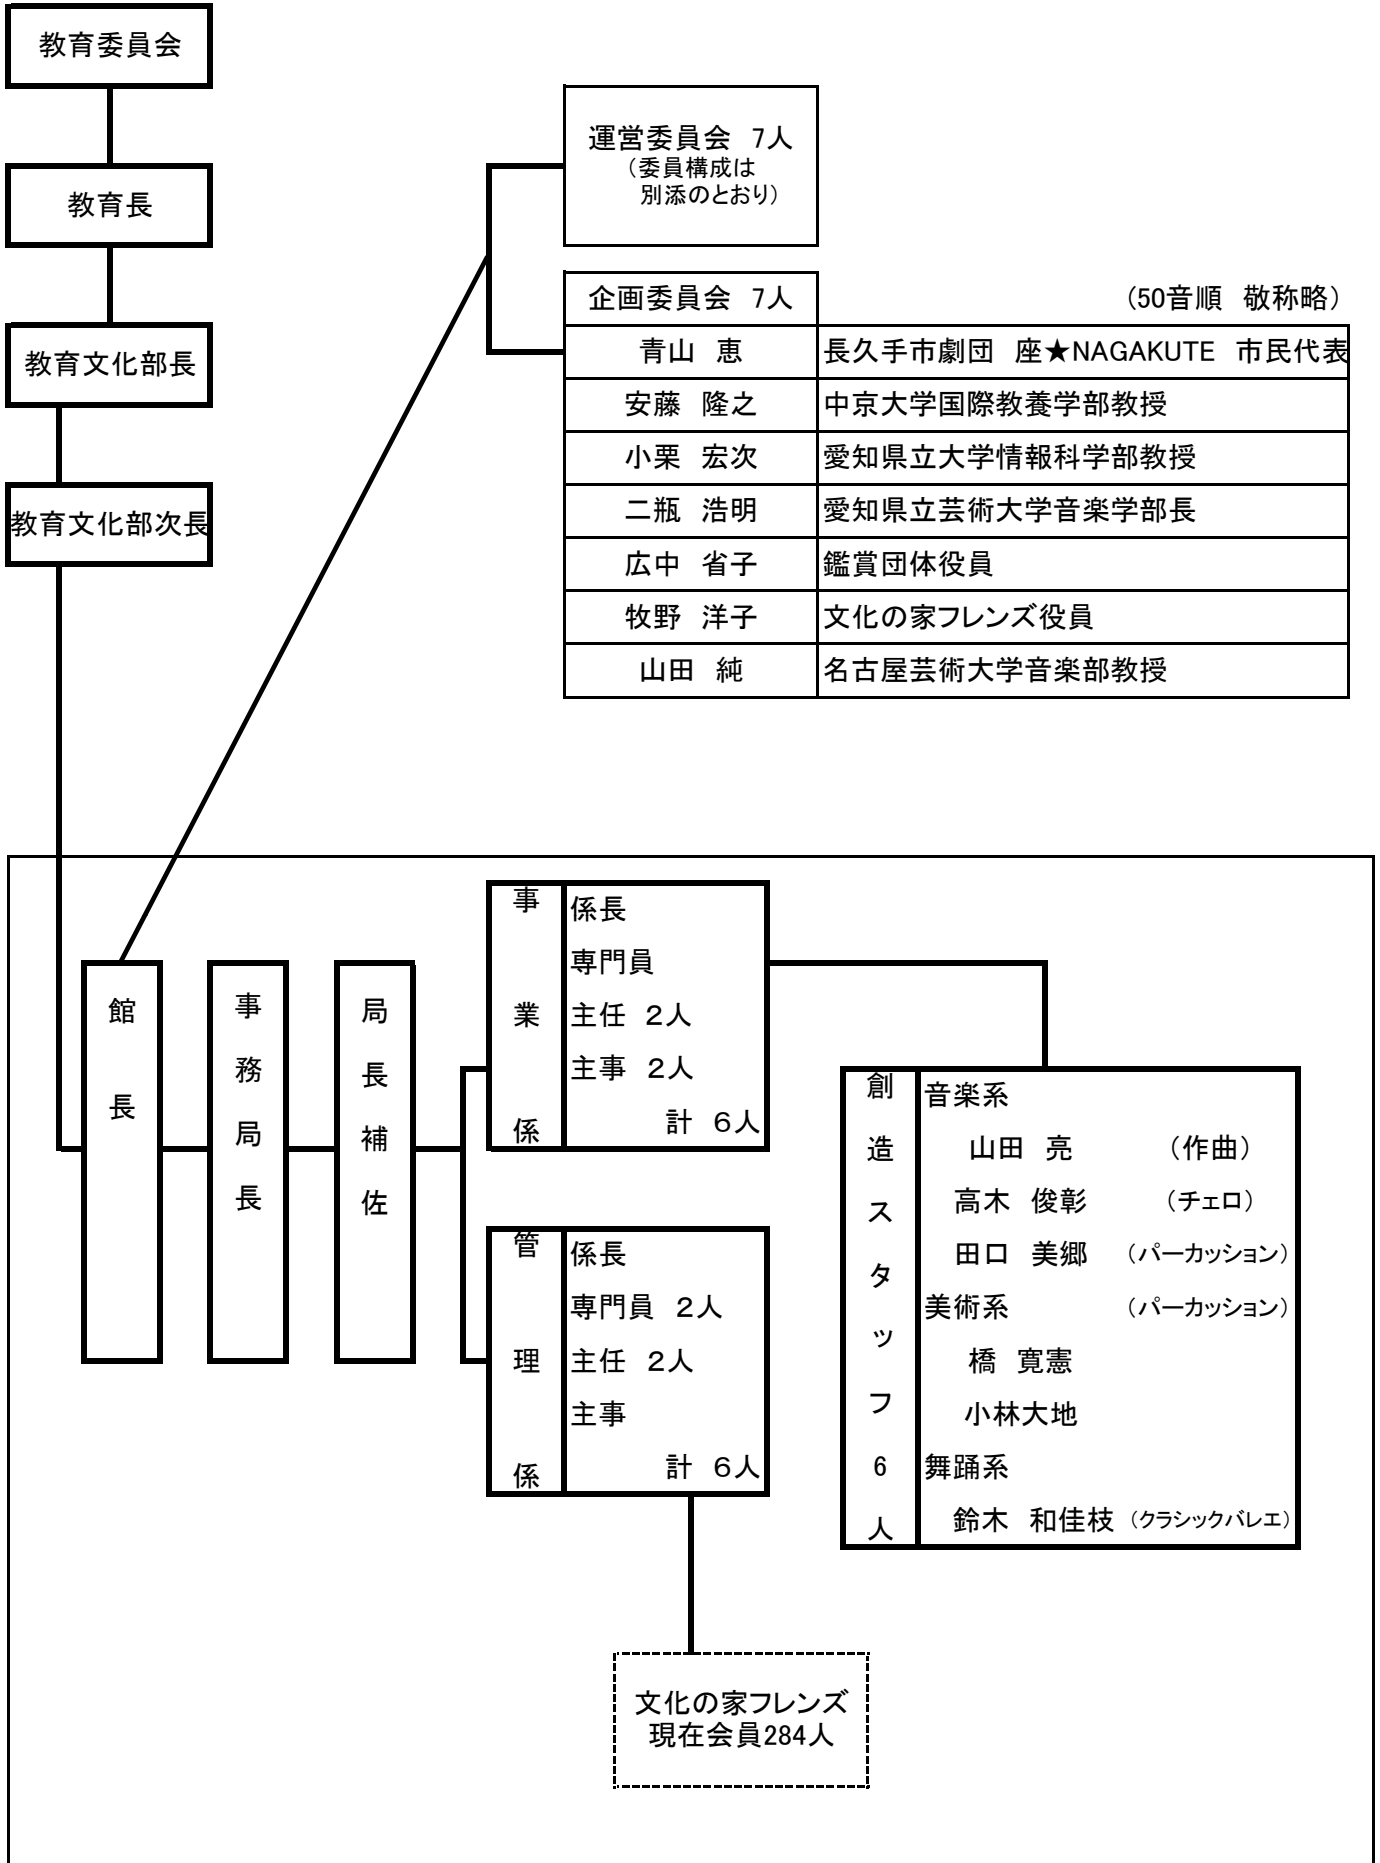 教育委員会
教育長
教育文化部長
教育文化部次長
運営委員会　7人
（委員構成は
別添のとおり）
企画委員会　7人
（50音順　敬称略）
青山　恵　長久手市劇団　座★NAGAKUTE　市民代表
安藤　隆之　中京大学国際教養学部教授
小栗　宏次　愛知県立大学情報科学部教授
二瓶　浩明　愛知県立芸術大学音楽学部長
広中　省子　鑑賞団体役員
牧野　洋子　文化の家フレンズ役員
山田　純　名古屋芸術大学音楽部教授
館長
事務局長
局長補佐
事業係
係長
専門員
主任　２人
主事　２人
計　６人
管理係
係長
専門員　２人
主任　２人
主事
計　６人
創造スタッフ6人
音楽系
山田　亮　（作曲）
高木　俊彰　（チェロ）
田口　美郷　（パーカッション）
美術系　（パーカッション）
橋　寛憲
小林大地
舞踊系
鈴木　和佳枝　（クラシックバレエ）
文化の家フレンズ
現在会員284人